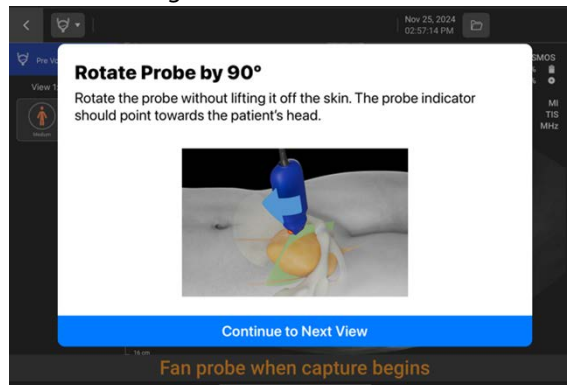 Nov 25, 2024
02:57:14 PM
Pre Vo
SMOS
%
%
View 1:
MI
TIS
MHz
Medium
Rotate Probe by 90°
Rotate the probe without lifting it off the skin. The probe indicator
should point towards the patient's head.
Continue to Next View
16 cm
Fan probe when capture begins